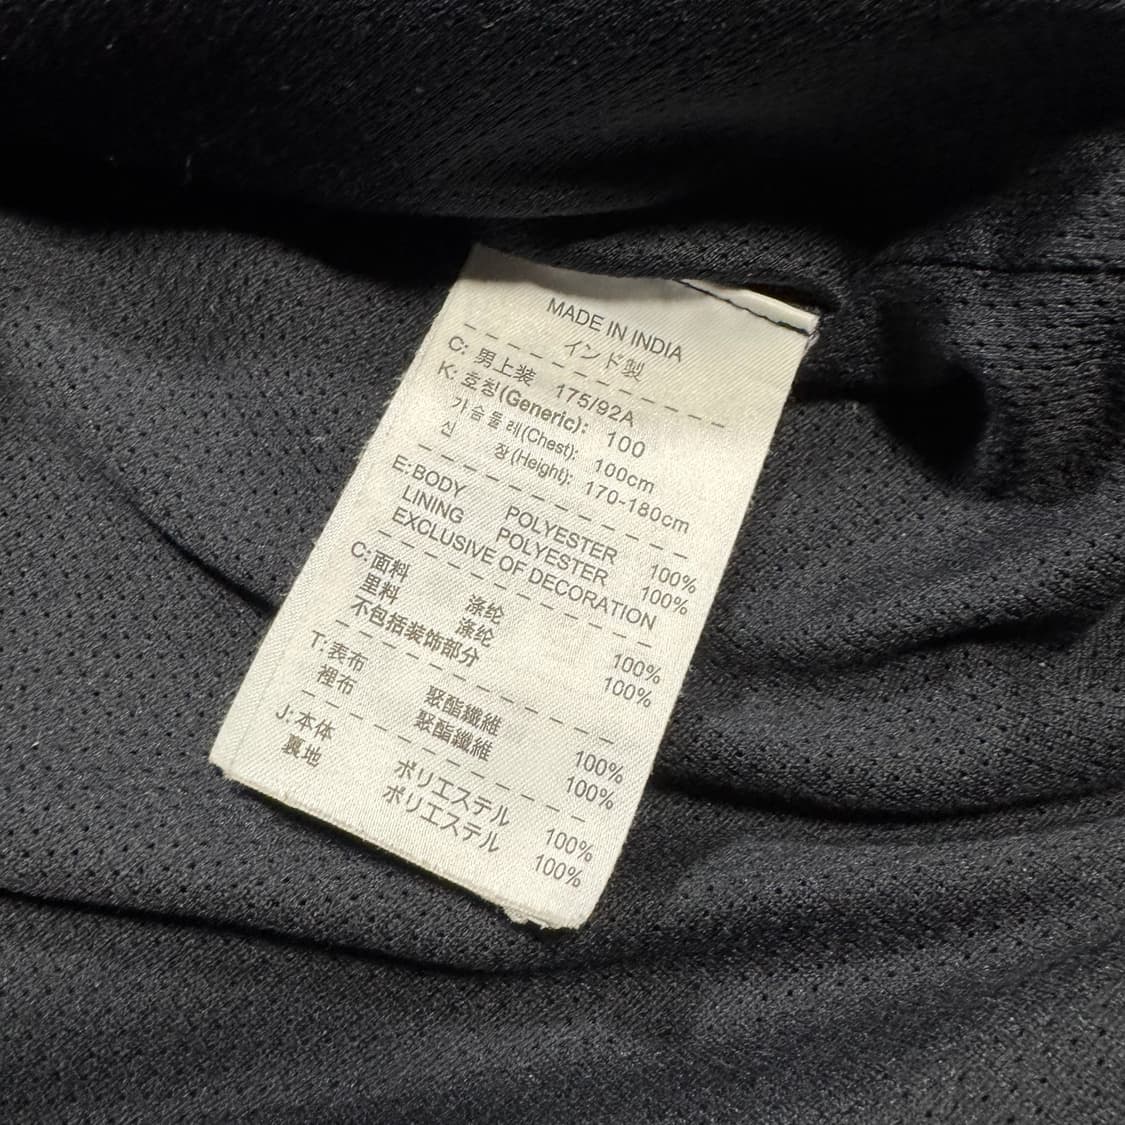 MADE IN INDIA
インド製
C: 男上装 175/92A
K: 호칭(Generic): 100
가슴둘레(Chest): 100cm
신 장(Height): 170-180cm
E: BODY POLYESTER 100%
LINING POLYESTER 100%
EXCLUSIVE OF DECORATION
C: 面料 涤纶 100%
里料 涤纶 100%
不包括装饰部分
T: 表布 聚酯纖維 100%
裡布 聚酯纖維 100%
J: 本体 ポリエステル 100%
裏地 ポリエステル 100%